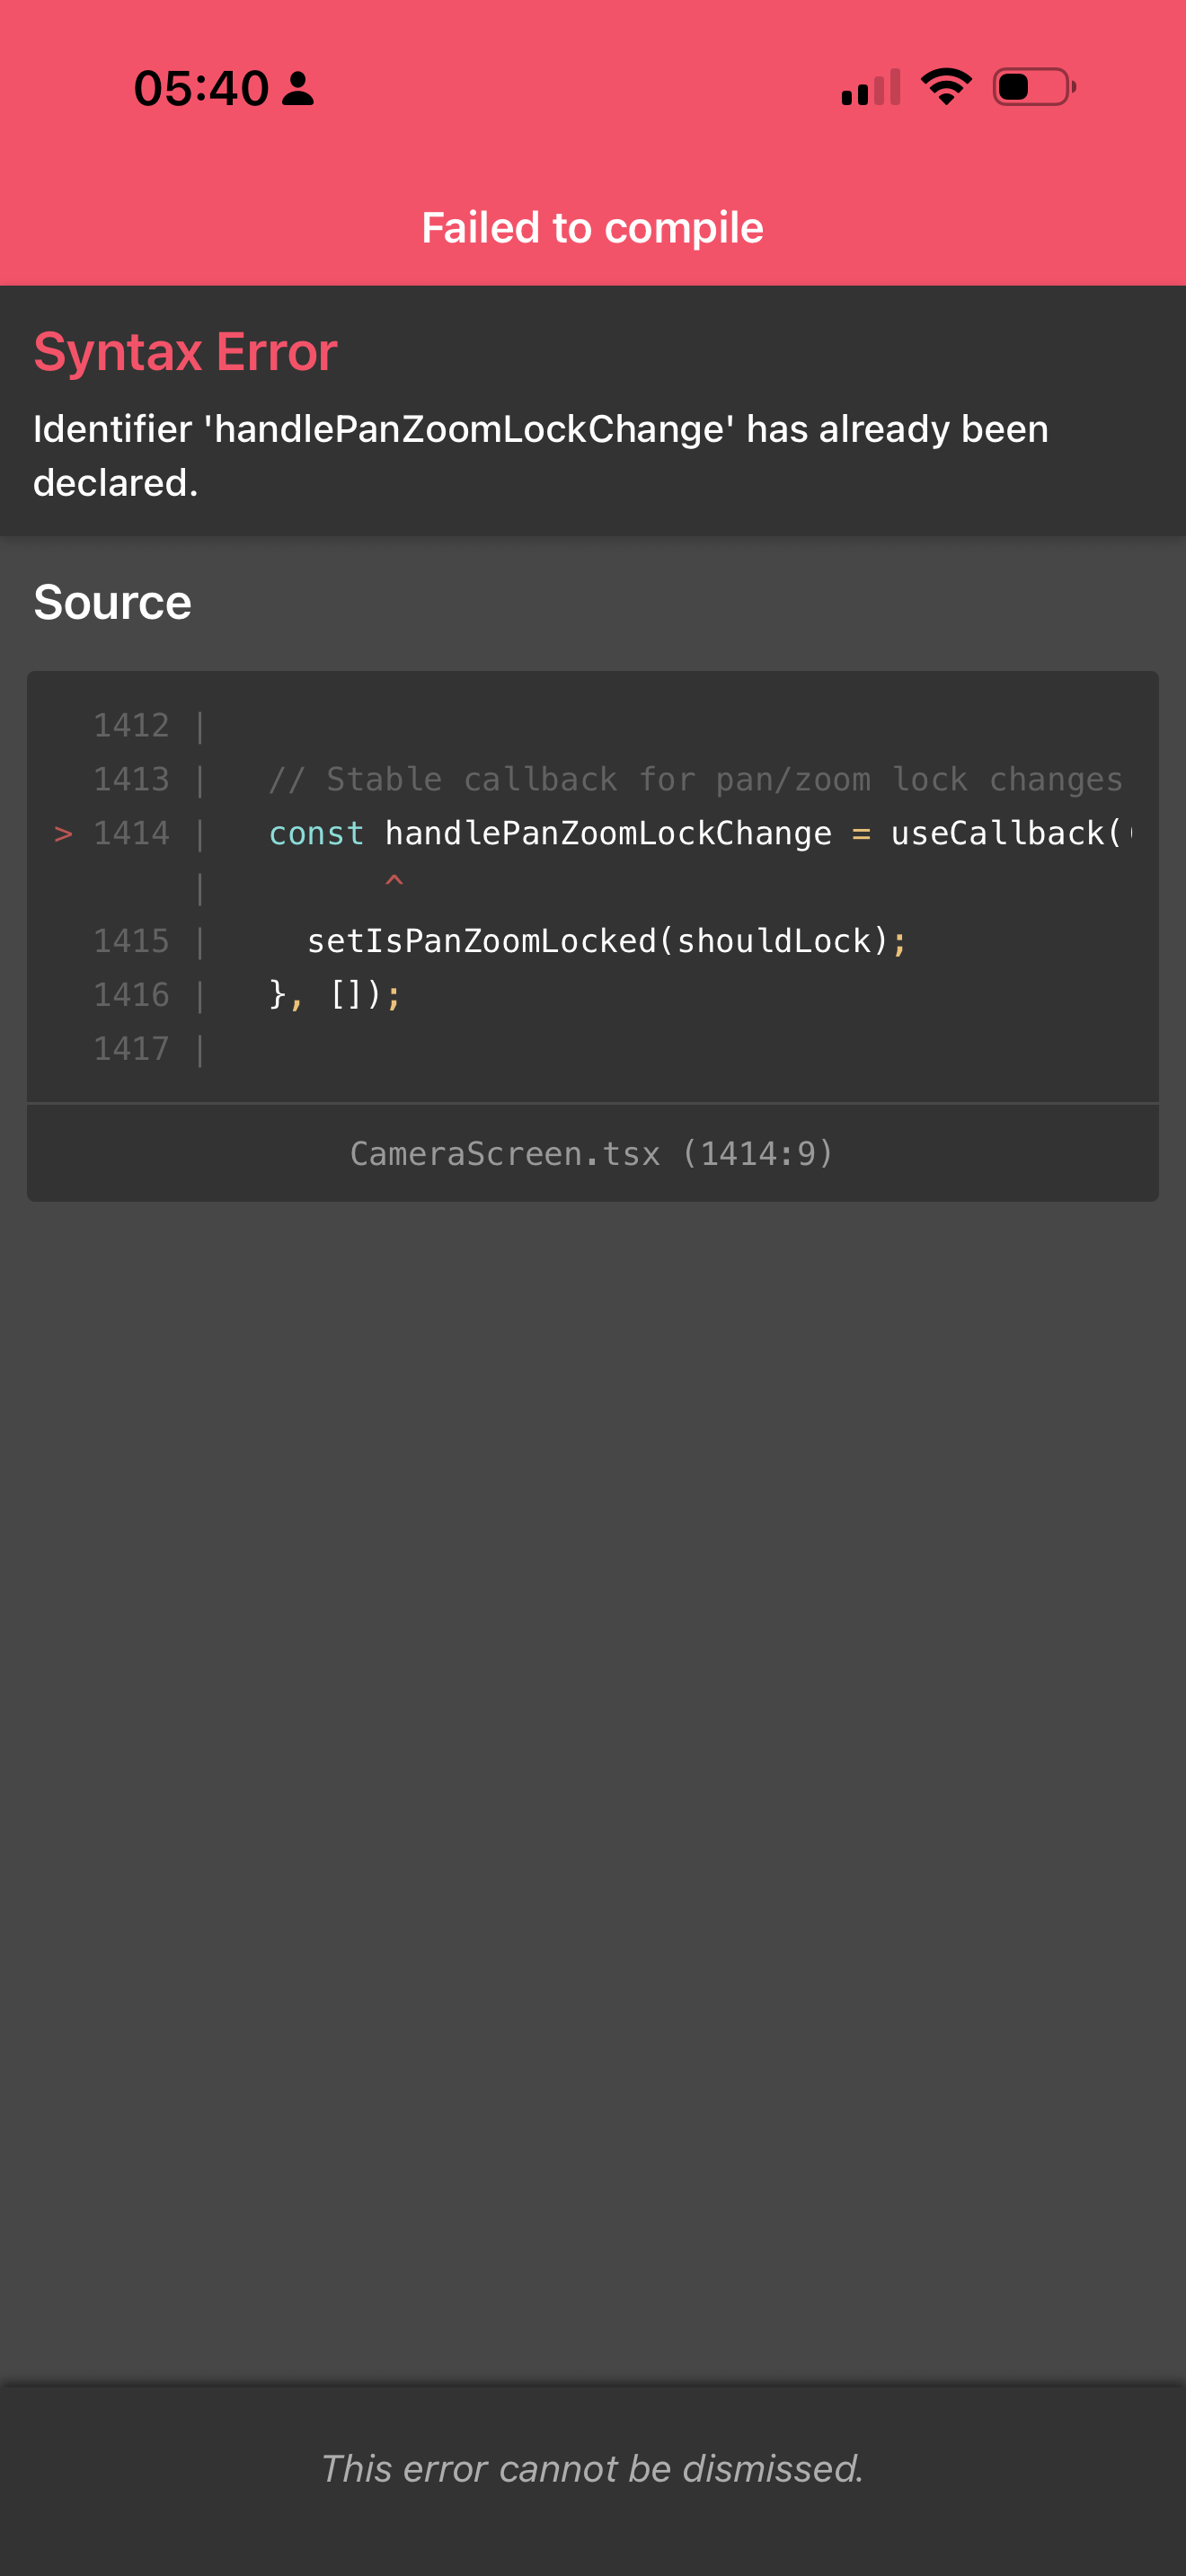 05:40
Failed to compile
Syntax Error
Identifier 'handlePanZoomLockChange' has already been
declared.
Source
1412 |
1413 |   // Stable callback for pan/zoom lock changes
> 1414 |   const handlePanZoomLockChange = useCallback(
|         ^
1415 |     setIsPanZoomLocked(shouldLock);
1416 |   }, []);
1417 |
CameraScreen.tsx (1414:9)
This error cannot be dismissed.